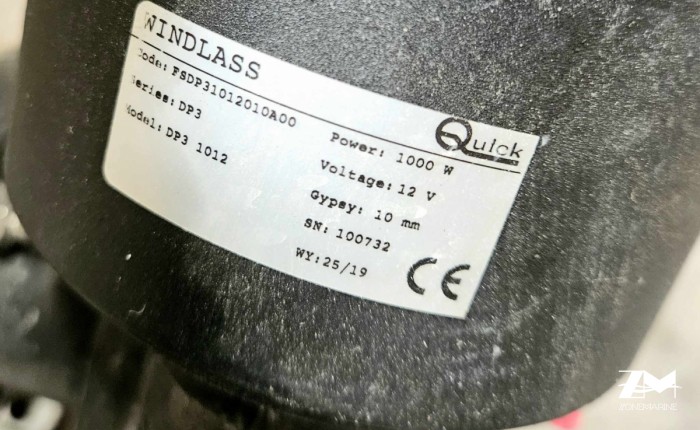 WINDLASS
Quick
Code: FSDP31012010A00
Series: DP3
Model: DP3 1012
Power: 1000 W
Voltage: 12 V
Gypsy: 10 mm
SN: 100732
WY: 25/19
CE
ZM